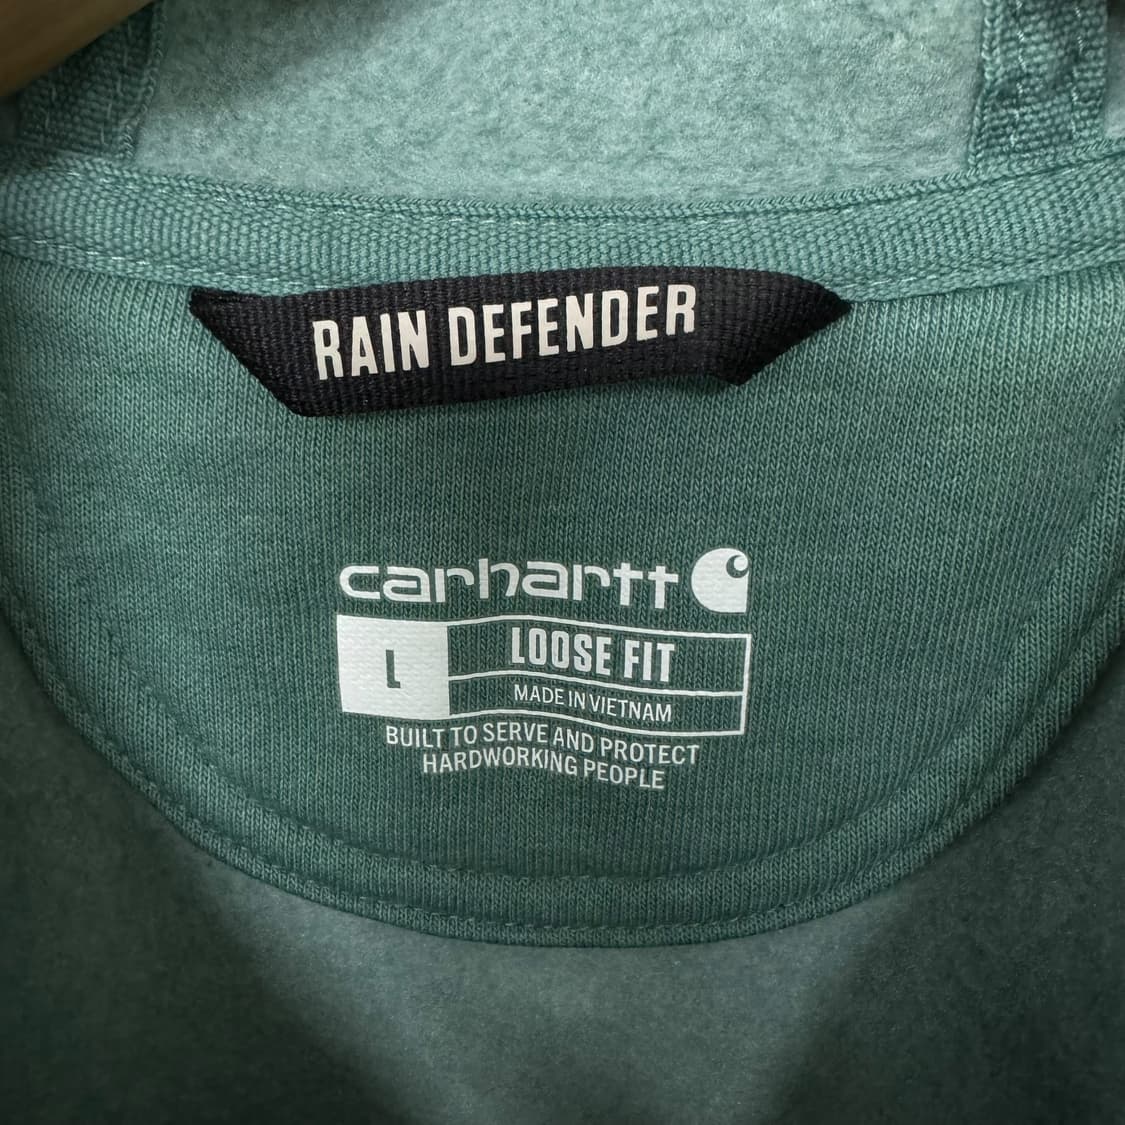 RAIN DEFENDER
carhartt
L
LOOSE FIT
MADE IN VIETNAM
BUILT TO SERVE AND PROTECT
HARDWORKING PEOPLE